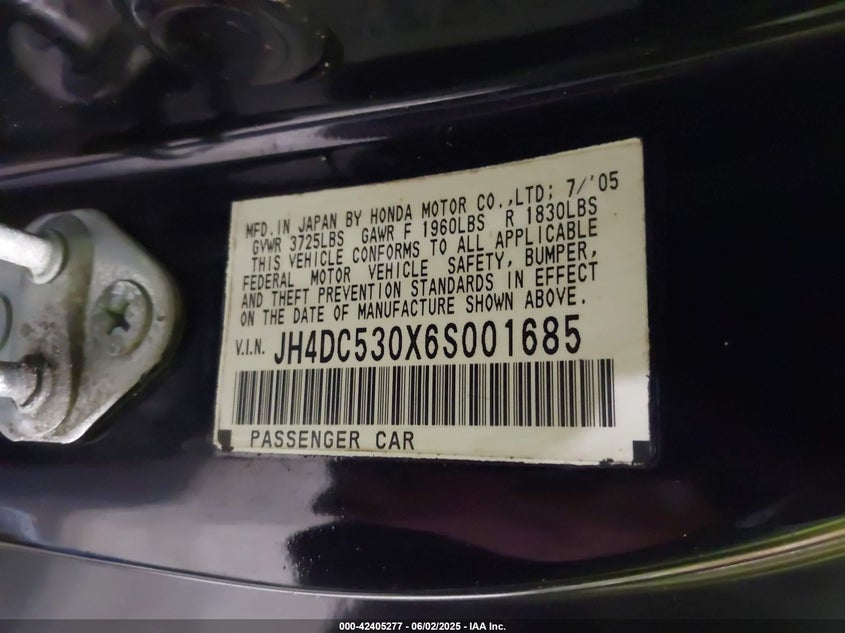 MFD.IN JAPAN BY HONDA MOTOR CO.,LTD; 7/'05
GVWR 3725LBS GAWR F 1960LBS R 1830LBS
THIS VEHICLE CONFORMS TO ALL APPLICABLE
FEDERAL MOTOR VEHICLE SAFETY, BUMPER,
AND THEFT PREVENTION STANDARDS IN EFFECT
ON THE DATE OF MANUFACTURE SHOWN ABOVE.
V.I.N. JH4DC530X6S001685
PASSENGER CAR
000-42405277 - 06/02/2025 - IAA Inc.